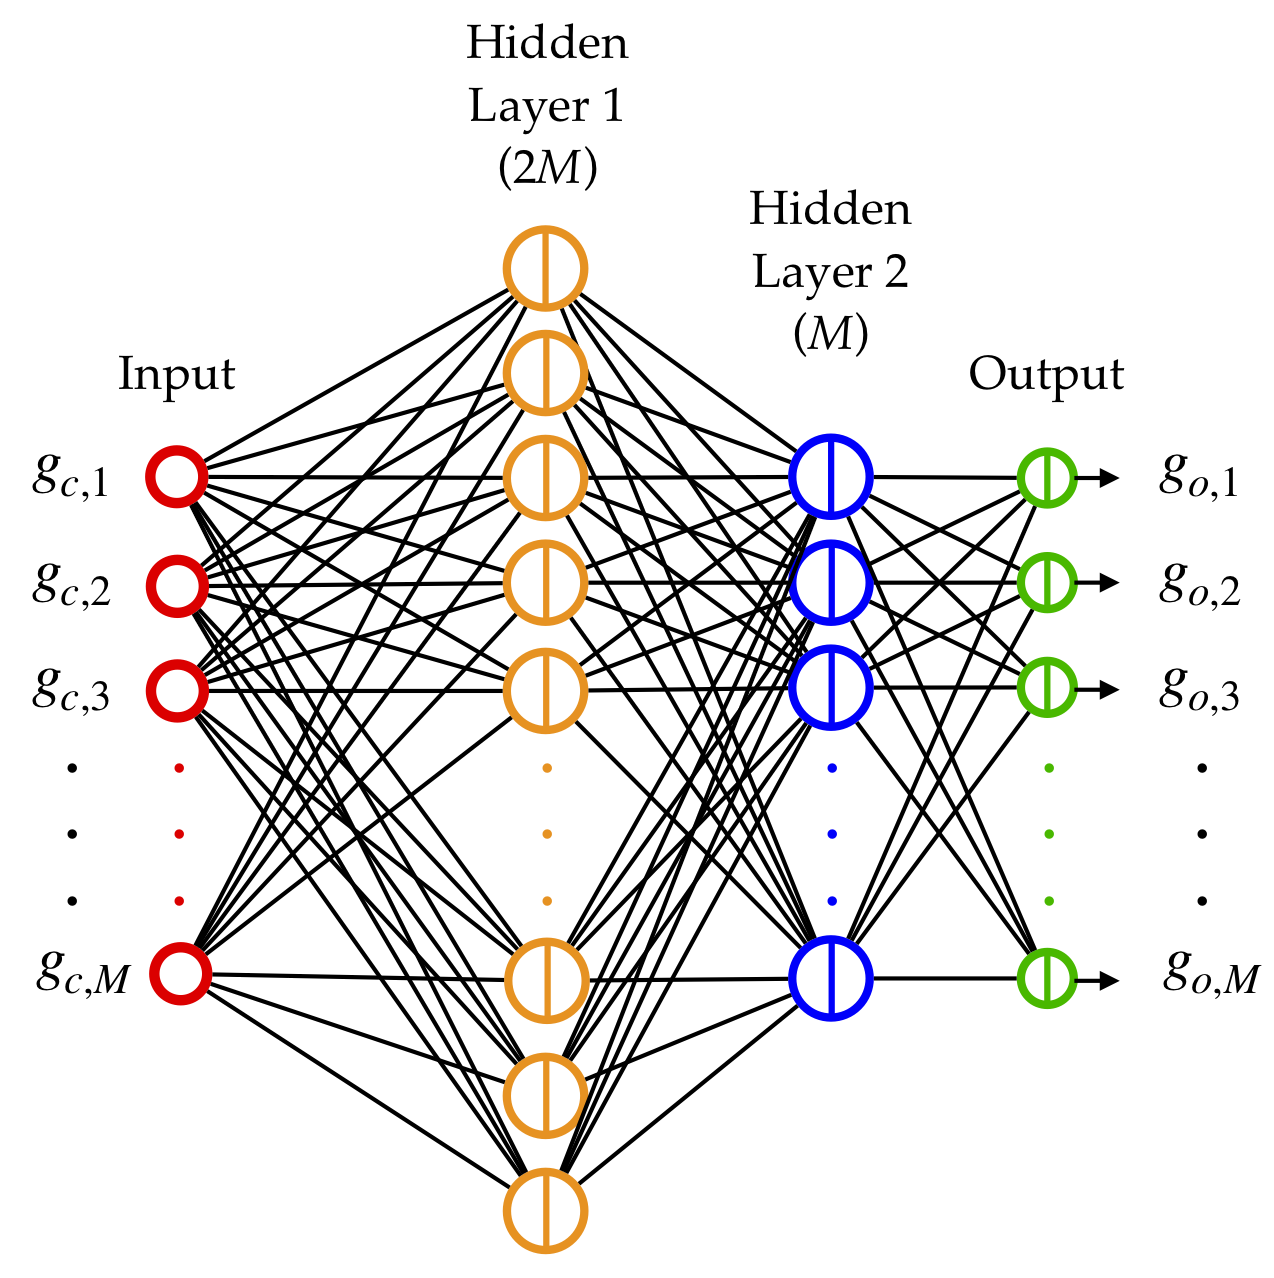 Hidden
Layer 1
(2M)
Hidden
Layer 2
(M)
Input
Output
g_{c,1}
g_{o,1}
g_{c,2}
g_{o,2}
g_{c,3}
g_{o,3}
g_{c,M}
g_{o,M}